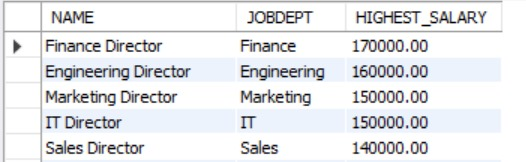 NAME JOBDEPT HIGHEST_SALARY
Finance Director Finance 170000.00
Engineering Director Engineering 160000.00
Marketing Director Marketing 150000.00
IT Director IT 150000.00
Sales Director Sales 140000.00